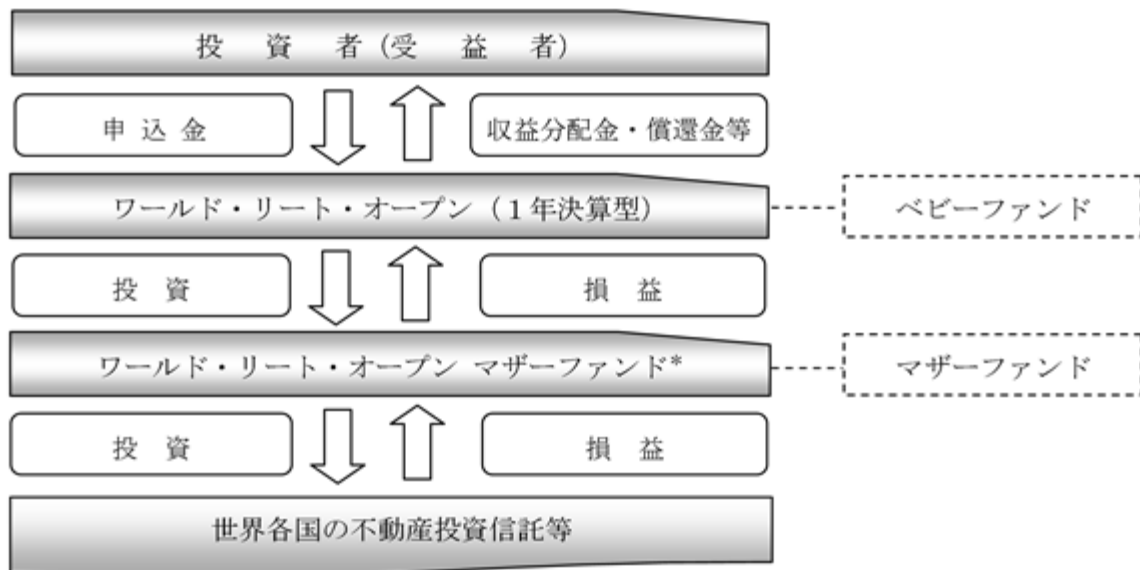 投資者(受益者)
申込金
収益分配金・償還金等
ワールド・リート・オープン(1年決算型)
ベビーファンド
投資
損益
ワールド・リート・オープン マザーファンド*
マザーファンド
投資
損益
世界各国の不動産投資信託等